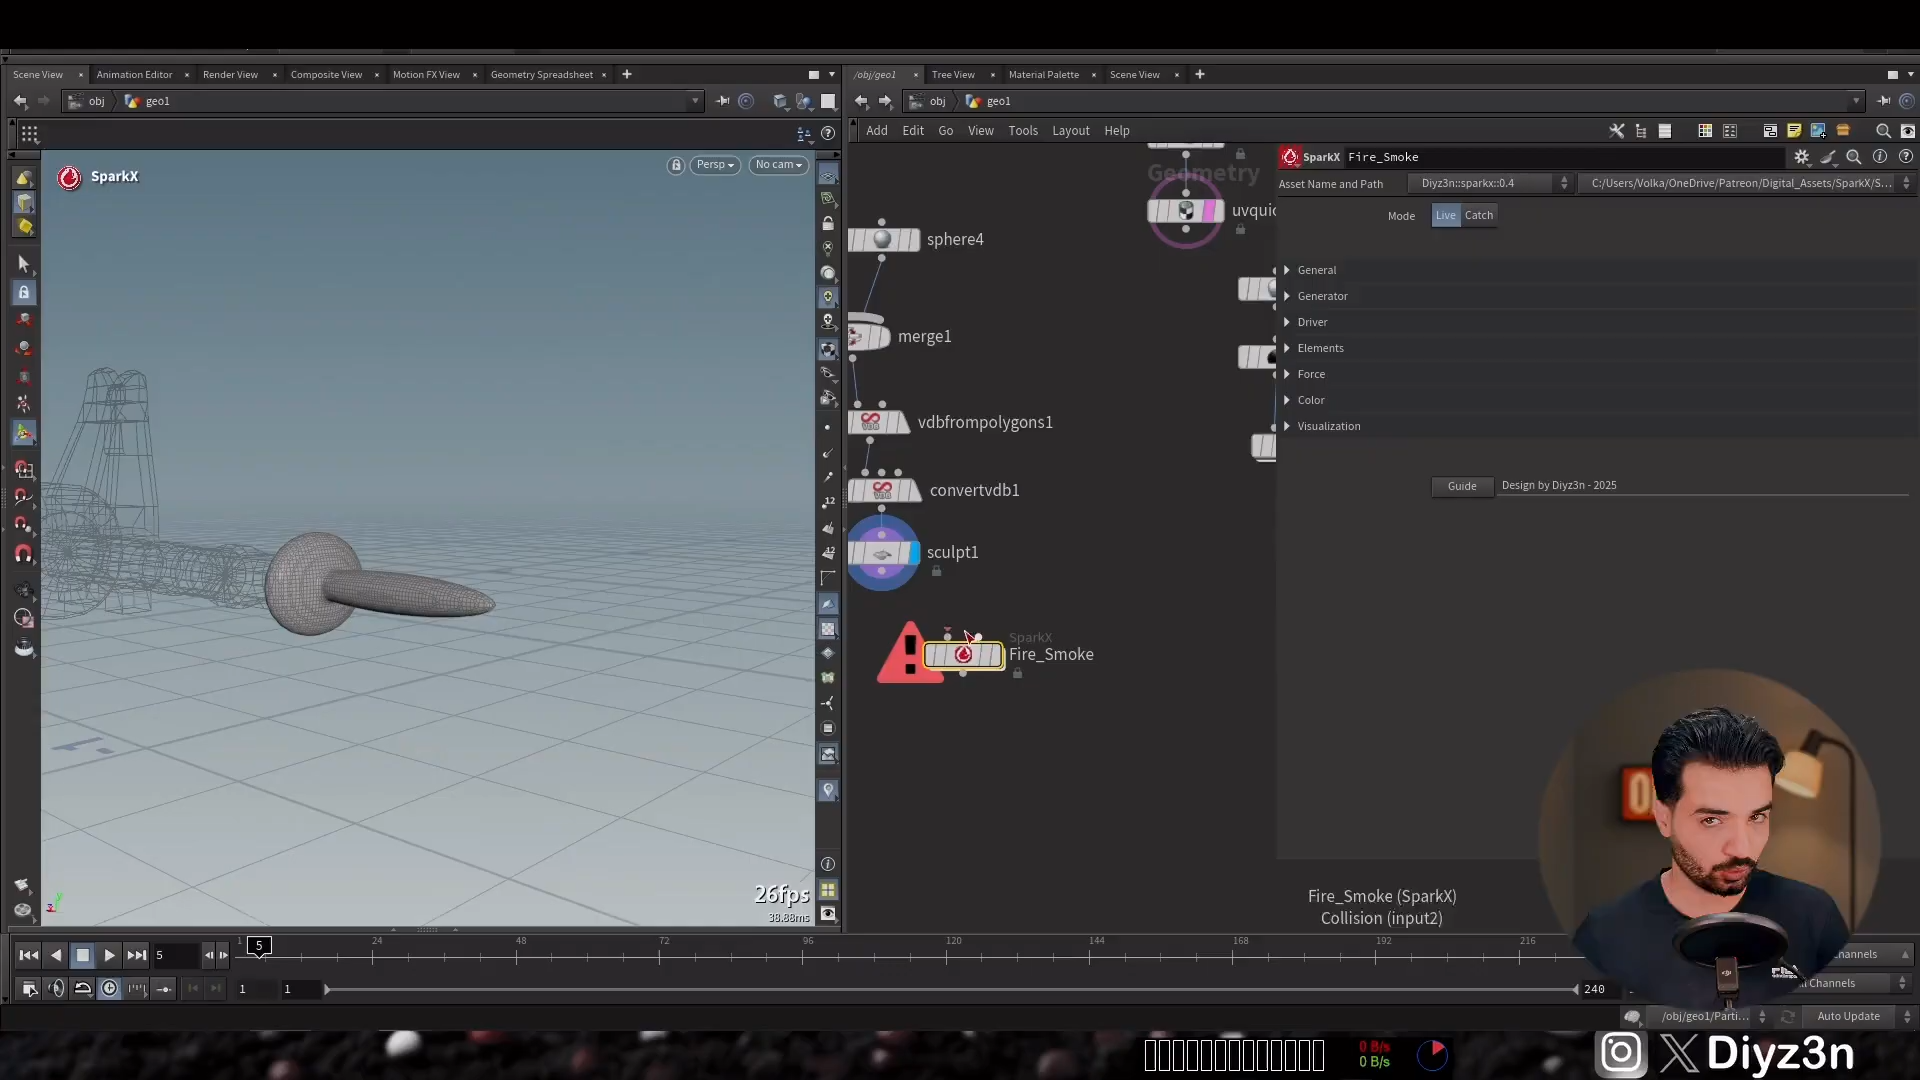 Scene View
Animation Editor
Render View
Composite View
Motion FX View
Geometry Spreadsheet
/obj/geo1
Tree View
Material Palette
Scene View
obj
geo1
obj
geo1
Add
Edit
Go
View
Tools
Layout
Help
SparkX
Persp
No cam
26fps
38.88ms
Geometry
sphere4
merge1
vdbfrompolygons1
convertvdb1
sculpt1
SparkX
Fire_Smoke
SparkX Fire_Smoke
Asset Name and Path
Diyz3n::sparkx::0.4
C:/Users/Volka/OneDrive/Patreon/Digital_Assets/SparkX/S...
Mode
Live
Catch
General
Generator
Driver
Elements
Force
Color
Visualization
Guide
Design by Diyz3n - 2025
Fire_Smoke (SparkX)
Collision (input2)
5
1
5
24
48
72
96
120
144
168
192
216
1
1
240
hannels
Channels
/obj/geo1/Parti...
Auto Update
0 B/s
0 B/s
Diyz3n